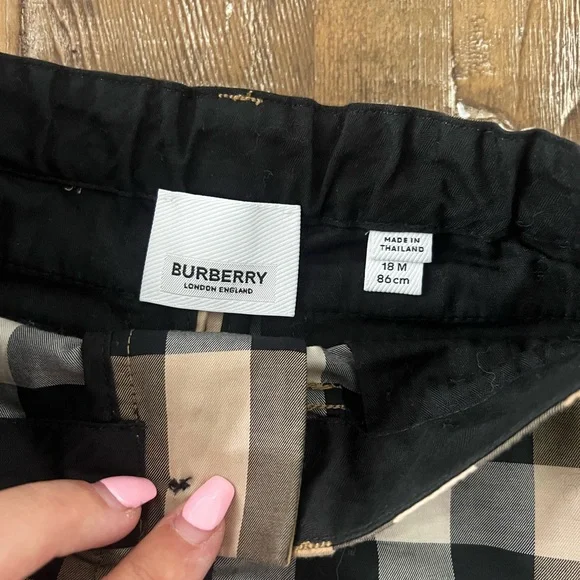 BURBERRY
LONDON ENGLAND
MADE IN
THAILAND
18 M
86cm